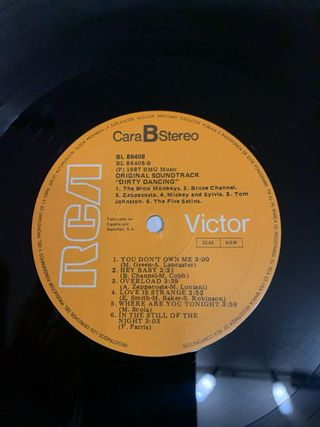 Cara B Stereo
BL 86408
BL 86408-B
(P) 1987 BMG Music
ORIGINAL SOUNDTRACK
"DIRTY DANCING"
1. The Blow Monkeys. 2. Bruce Channel.
3. Zappacosta. 4. Mickey and Sylvia. 5. Tom
Johnston. 6. The Five Satins.
Fabricado en
España por
Iberofón, S.A.
RCA
Victor
SGAE BIEM
1. YOU DON'T OWN ME 3:00
(M. Green-A. Lancaster)
2. HEY BABY 2:21
(B. Channel-M. Cobb)
3. OVERLOAD 3:39
(A. Zappacosta-M. Luciani)
4. LOVE IS STRANGE 2:52
(E. Smith-M. Baker-S. Robinson)
5. WHERE ARE YOU TONIGHT 3:59
(M. Scola)
6. IN THE STILL OF THE
NIGHT 3:03
(F. Parris)